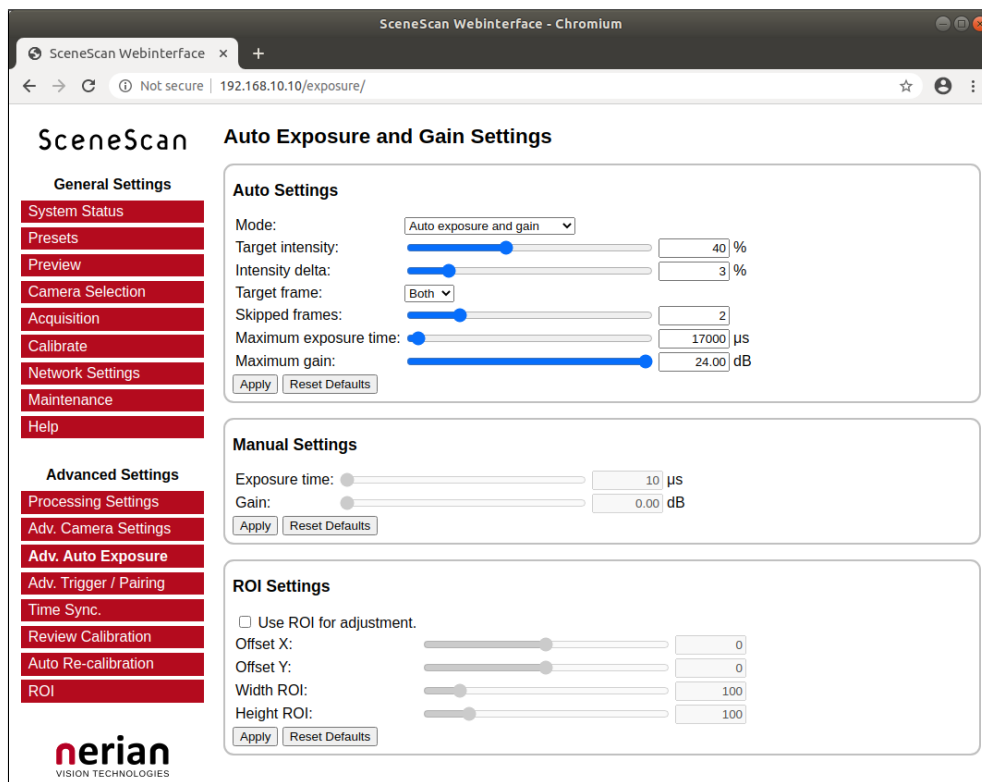 SceneScan Webinterface - Chromium
SceneScan Webinterface × +
Not secure | 192.168.10.10/exposure/
SceneScan
General Settings
System Status
Presets
Preview
Camera Selection
Acquisition
Calibrate
Network Settings
Maintenance
Help
Advanced Settings
Processing Settings
Adv. Camera Settings
Adv. Auto Exposure
Adv. Trigger / Pairing
Time Sync.
Review Calibration
Auto Re-calibration
ROI
nerian
VISION TECHNOLOGIES
Auto Exposure and Gain Settings
Auto Settings
Mode: Auto exposure and gain
Target intensity: 40 %
Intensity delta: 3 %
Target frame: Both
Skipped frames: 2
Maximum exposure time: 17000 μs
Maximum gain: 24.00 dB
Apply Reset Defaults
Manual Settings
Exposure time: 10 μs
Gain: 0.00 dB
Apply Reset Defaults
ROI Settings
Use ROI for adjustment.
Offset X: 0
Offset Y: 0
Width ROI: 100
Height ROI: 100
Apply Reset Defaults